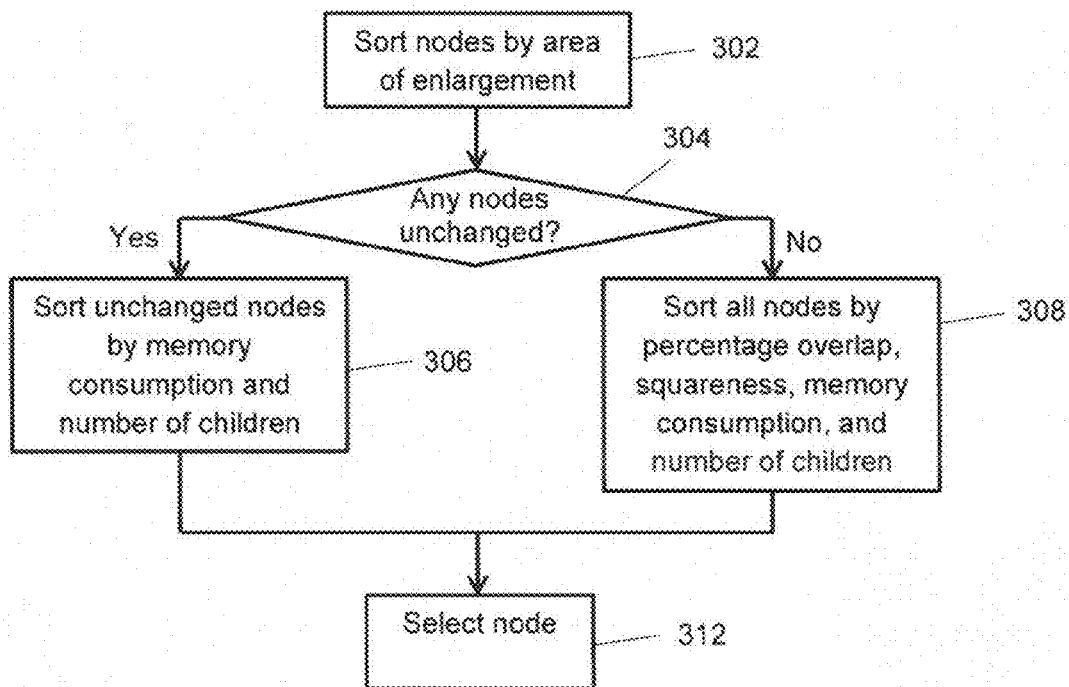 Sort nodes by area
of enlargement
302
304
Any nodes
unchanged?
Yes
No
Sort unchanged nodes
by memory
consumption and
number of children
306
Sort all nodes by
percentage overlap,
squareness, memory
consumption, and
number of children
308
Select node
312